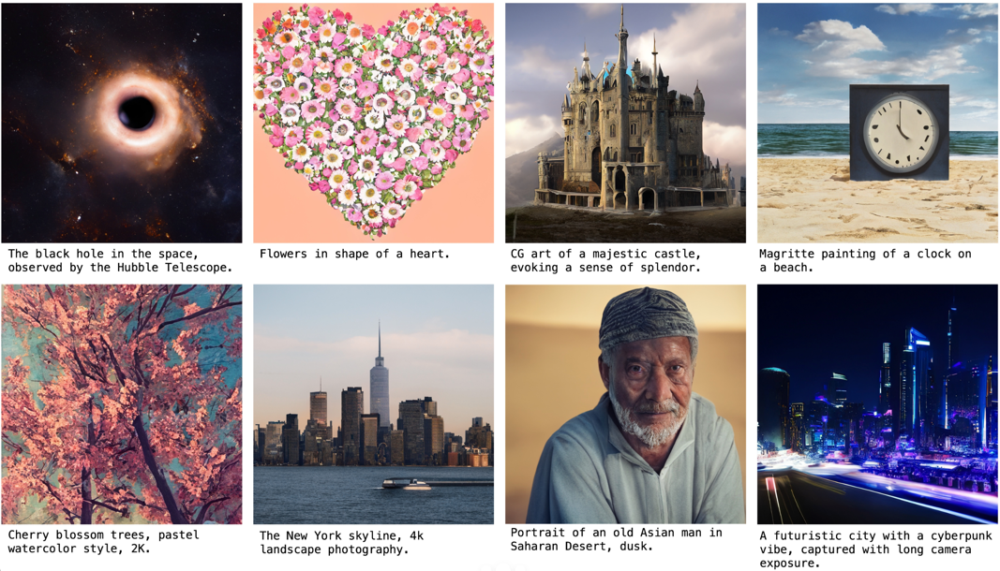 The black hole in the space,
observed by the Hubble Telescope.
Flowers in shape of a heart.
CG art of a majestic castle,
evoking a sense of splendor.
Magritte painting of a clock on
a beach.
Cherry blossom trees, pastel
watercolor style, 2K.
The New York skyline, 4k
landscape photography.
Portrait of an old Asian man in
Saharan Desert, dusk.
A futuristic city with a cyberpunk
vibe, captured with long camera
exposure.